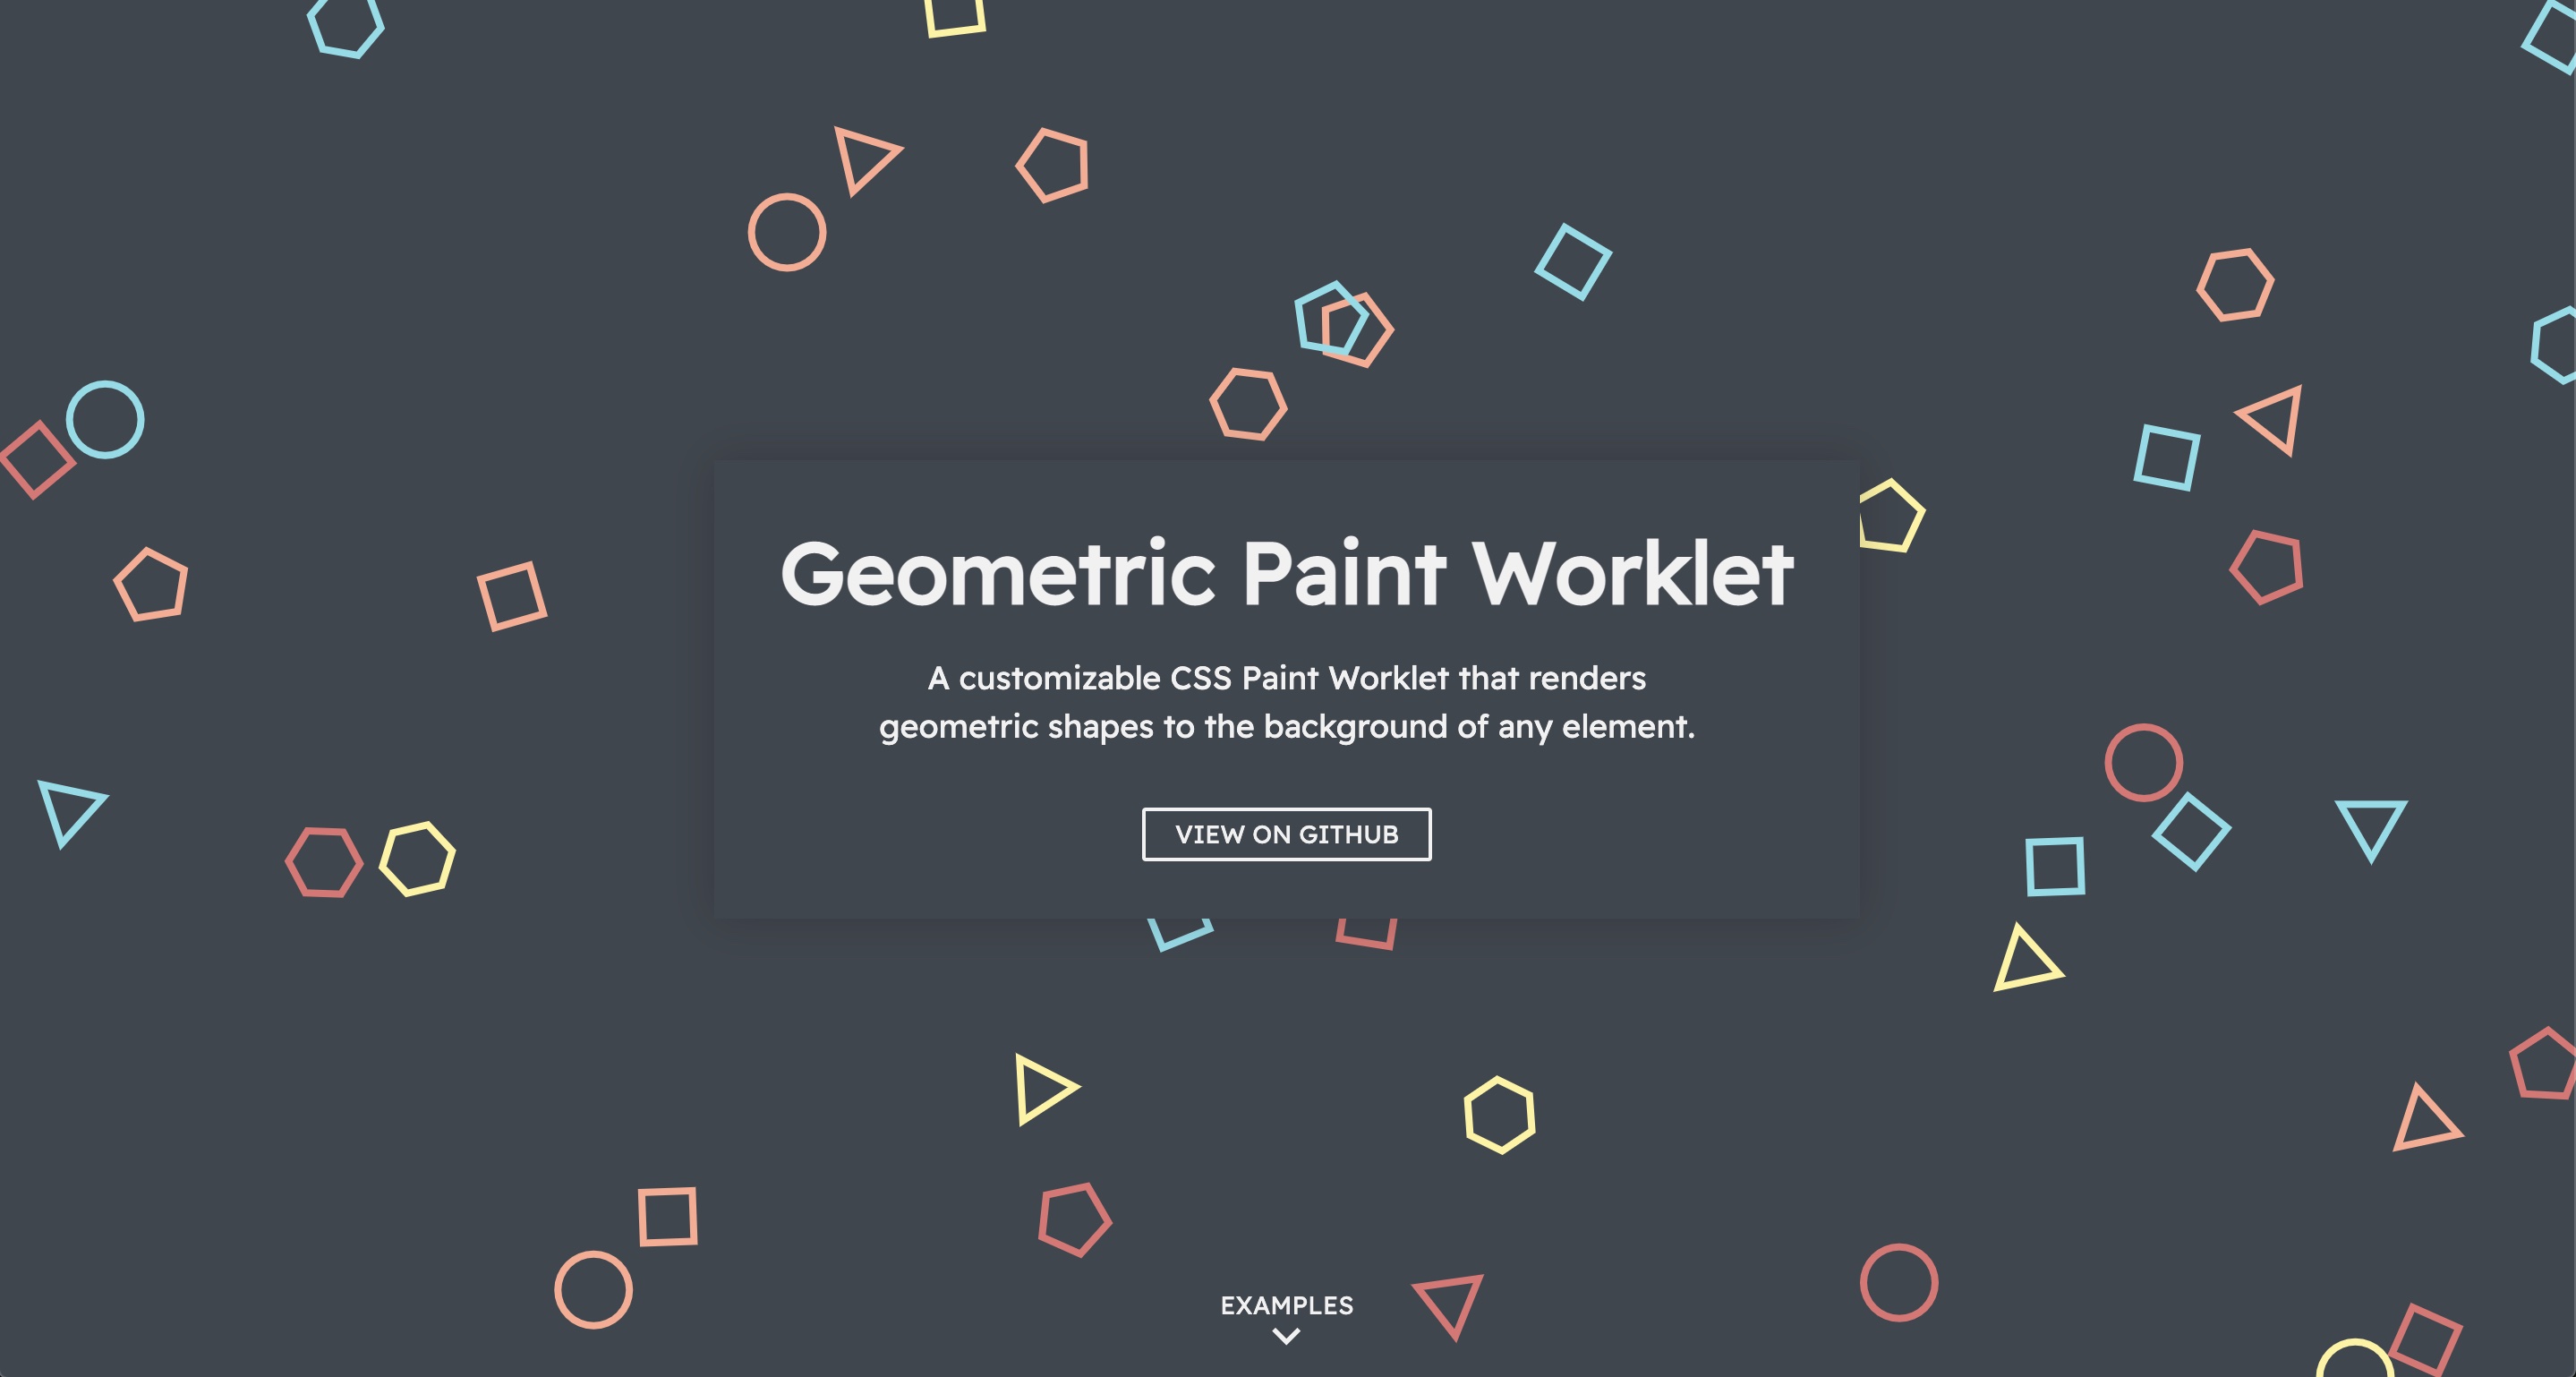 Geometric Paint Worklet
A customizable CSS Paint Worklet that renders
geometric shapes to the background of any element.
VIEW ON GITHUB
EXAMPLES